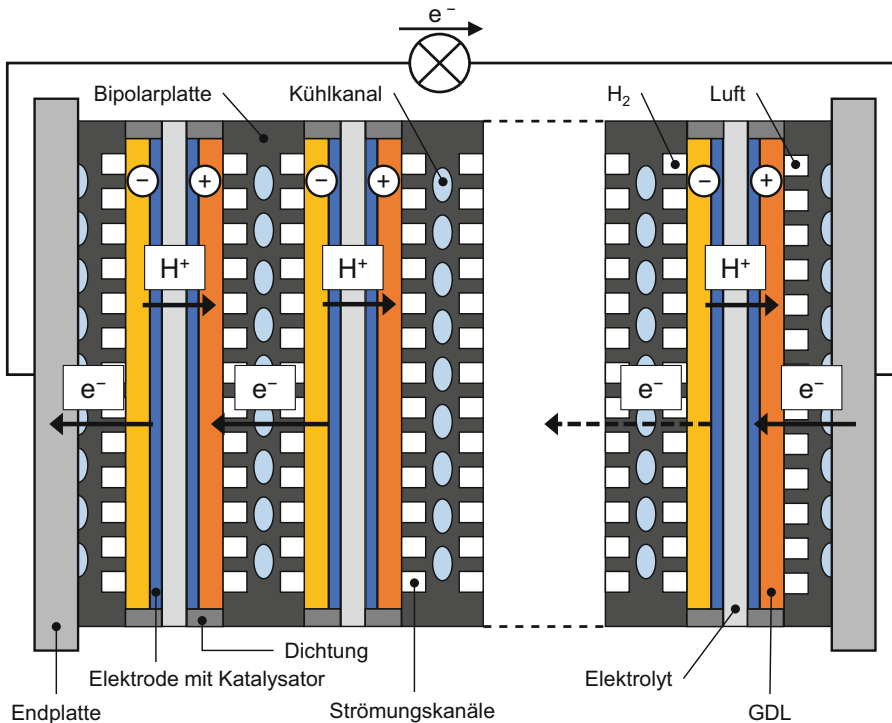 e⁻
Bipolarplatte
Kühlkanal
H₂
Luft
− + − + − +
H⁺ H⁺ H⁺
e⁻ e⁻ e⁻ e⁻
Dichtung
Elektrode mit Katalysator
Elektrolyt
Endplatte
Strömungskanäle
GDL